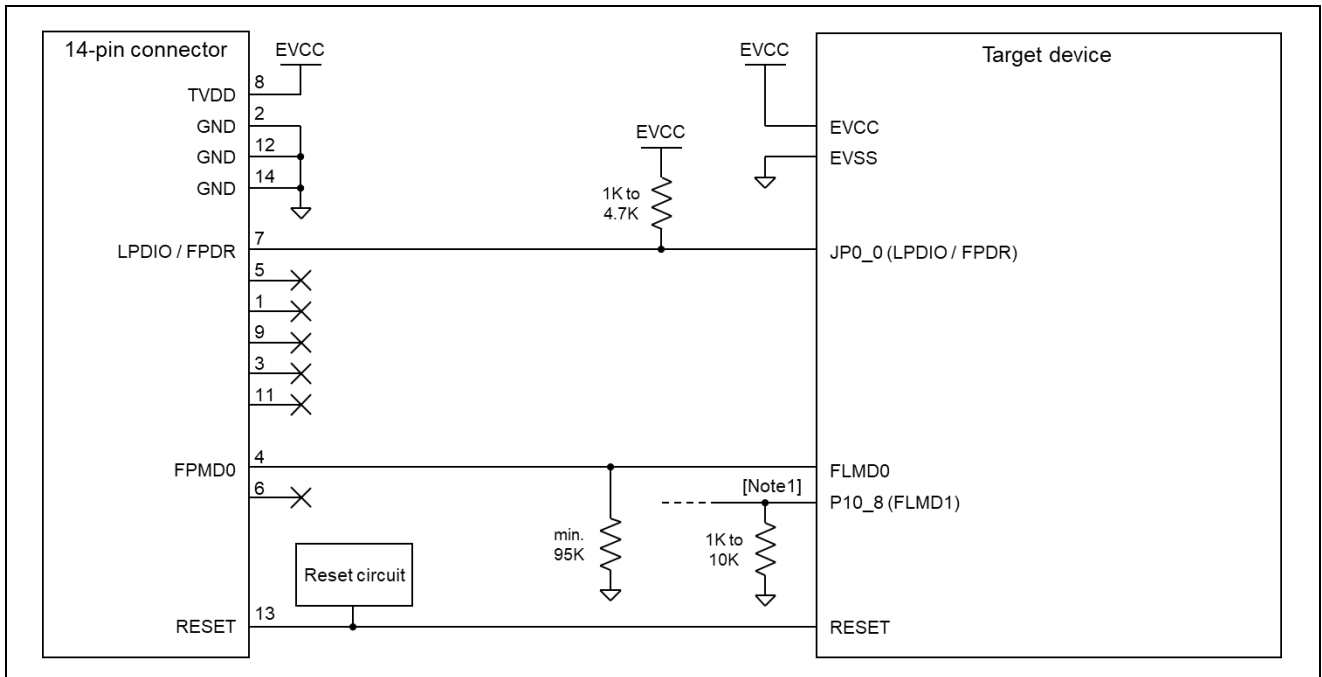 14-pin connector
EVCC
EVCC
Target device
8
TVDD
2
GND
EVCC
EVCC
12
GND
EVSS
14
GND
1K to
4.7K
7
LPDIO / FPDR
JP0_0 (LPDIO / FPDR)
5
1
9
3
11
4
FPMD0
FLMD0
6
[Note1]
P10_8 (FLMD1)
min.
95K
1K to
10K
Reset circuit
13
RESET
RESET